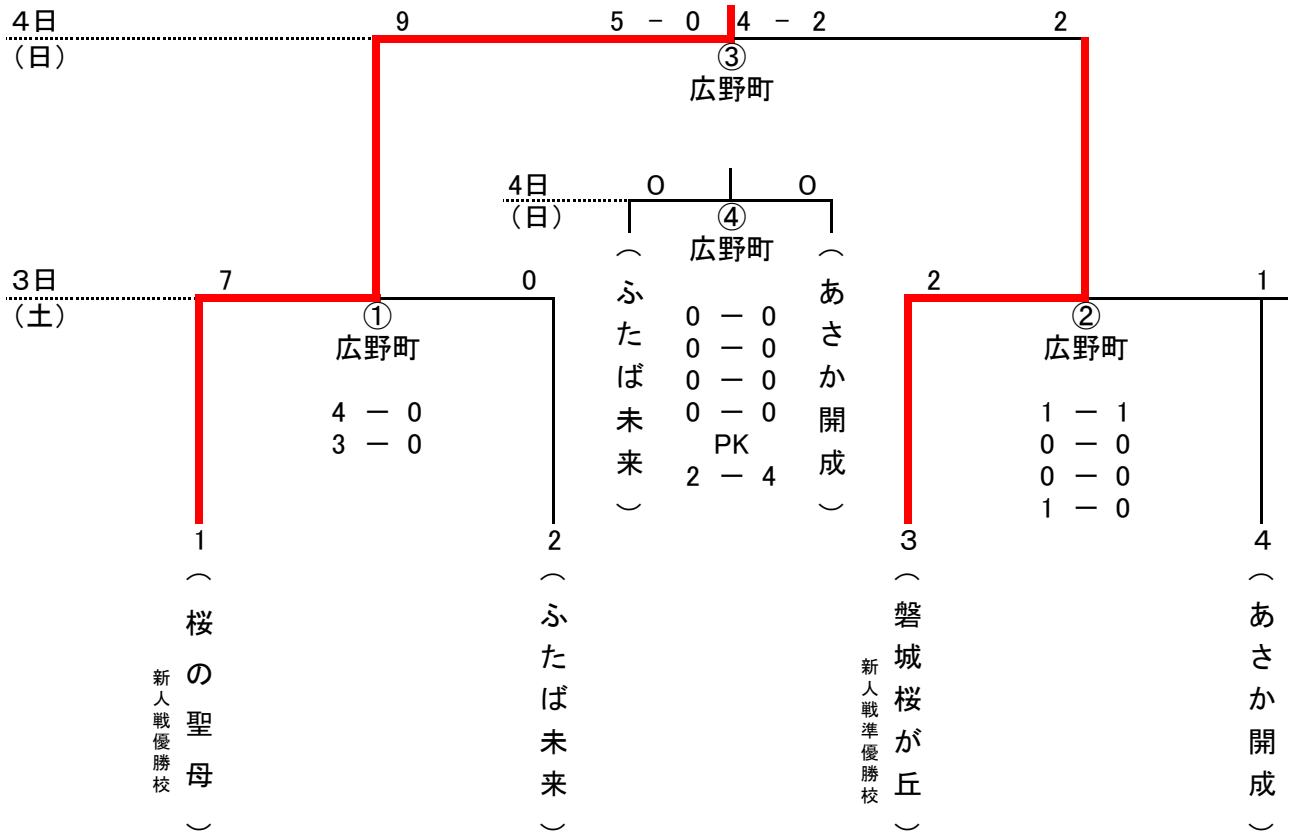 4日 9 5 - 0 4 - 2 2
(日)
③
広野町
4日 0 0
(日)
④
広野町
(ふたば未来)
(あさか開成)
0 - 0
0 - 0
0 - 0
0 - 0
PK
2 - 4
3日 7 0 2 1
(土)
①
広野町
4 - 0
3 - 0
②
広野町
1 - 1
0 - 0
0 - 0
1 - 0
1
(桜の聖母)
新人戦優勝校
2
(ふたば未来)
3
(磐城桜が丘)
新人戦準優勝校
4
(あさか開成)